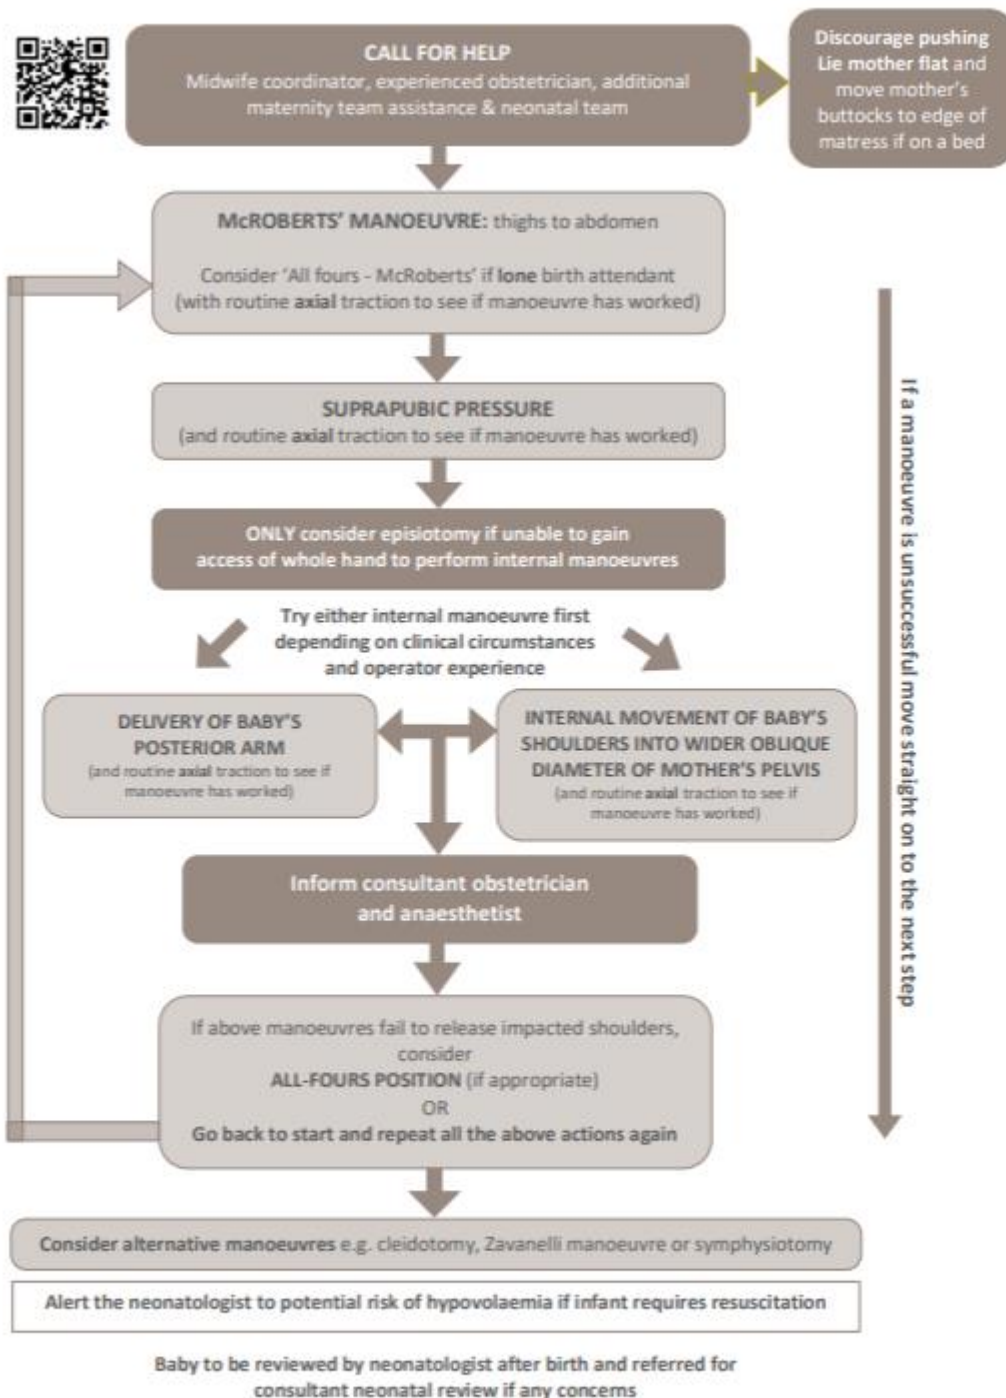 CALL FOR HELP
Midwife coordinator, experienced obstetrician, additional
maternity team assistance & neonatal team
Discourage pushing
Lie mother flat and
move mother's
buttocks to edge of
matress if on a bed
McROBERTS' MANOEUVRE: thighs to abdomen
Consider 'All fours - McRoberts' if lone birth attendant
(with routine axial traction to see if manoeuvre has worked)
SUPRAPUBIC PRESSURE
(and routine axial traction to see if manoeuvre has worked)
ONLY consider episiotomy if unable to gain
access of whole hand to perform internal manoeuvres
Try either internal manoeuvre first
depending on clinical circumstances
and operator experience
DELIVERY OF BABY'S
POSTERIOR ARM
(and routine axial traction to see if
manoeuvre has worked)
INTERNAL MOVEMENT OF BABY'S
SHOULDERS INTO WIDER OBLIQUE
DIAMETER OF MOTHER'S PELVIS
(and routine axial traction to see if
manoeuvre has worked)
Inform consultant obstetrician
and anaesthetist
If above manoeuvres fail to release impacted shoulders,
consider
ALL-FOURS POSITION (if appropriate)
OR
Go back to start and repeat all the above actions again
If a manoeuvre is unsuccessful move straight on to the next step
Consider alternative manoeuvres e.g. cleidotomy, Zavanelli manoeuvre or symphysiotomy
Alert the neonatologist to potential risk of hypovolaemia if infant requires resuscitation
Baby to be reviewed by neonatologist after birth and referred for
consultant neonatal review if any concerns